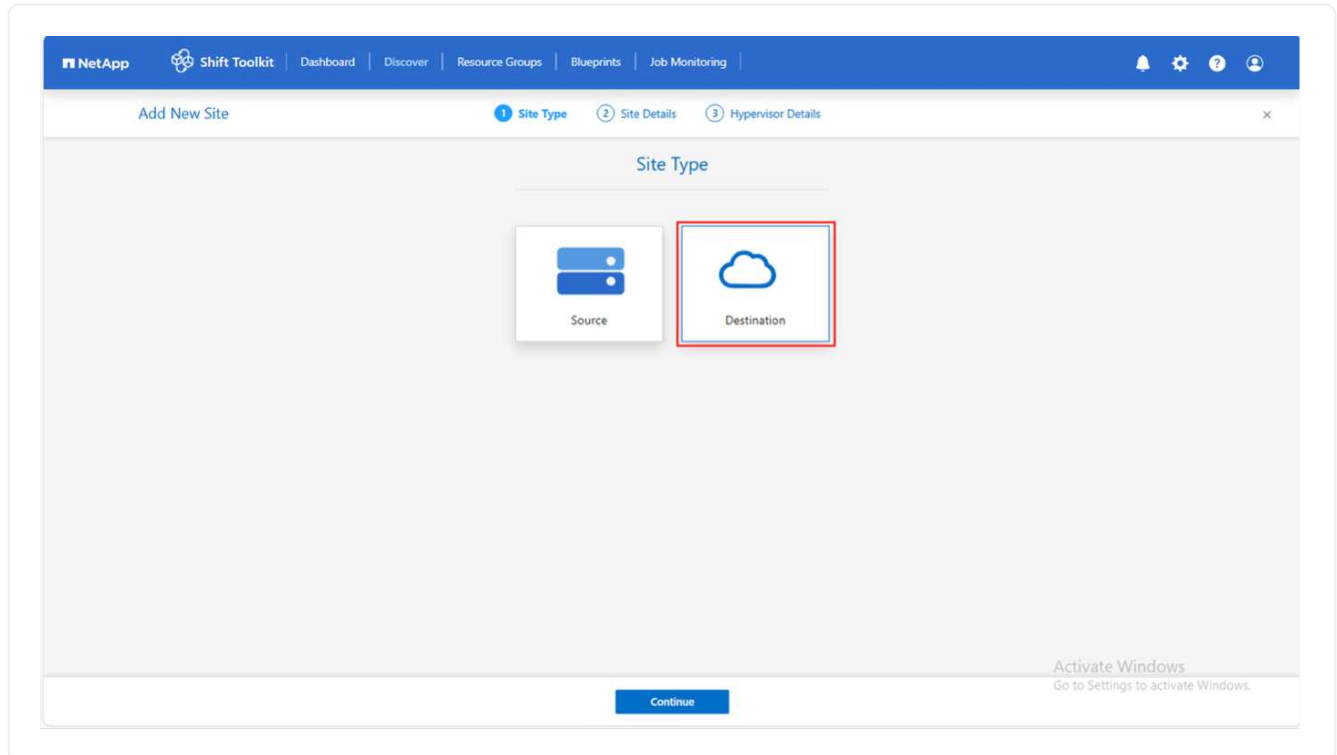 NetApp Shift Toolkit Dashboard Discover Resource Groups Blueprints Job Monitoring ?
Add New Site 1 Site Type 2 Site Details 3 Hypervisor Details ×
Site Type
Source Destination
Activate Windows
Go to Settings to activate Windows.
Continue